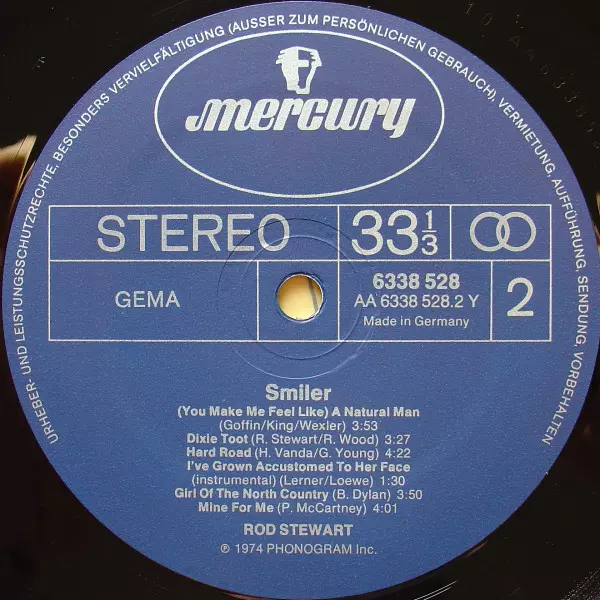 URHEBER- UND LEISTUNGSSCHUTZRECHTE, BESONDERS VERVIELFÄLTIGUNG (AUSSER ZUM PERSÖNLICHEN GEBRAUCH), VERMIETUNG, AUFFÜHRUNG, SENDUNG, VORBEHALTEN
mercury
STEREO
33 1/3
GEMA
6338 528
AA 6338 528.2 Y
Made in Germany
2
Smiler
(You Make Me Feel Like) A Natural Man
(Goffin/King/Wexler) 3:53
Dixie Toot (R. Stewart/R. Wood) 3:27
Hard Road (H. Vanda/G. Young) 4:22
I've Grown Accustomed To Her Face
(instrumental) (Lerner/Loewe) 1:30
Girl Of The North Country (B. Dylan) 3:50
Mine For Me (P. McCartney) 4:01
ROD STEWART
℗ 1974 PHONOGRAM Inc.